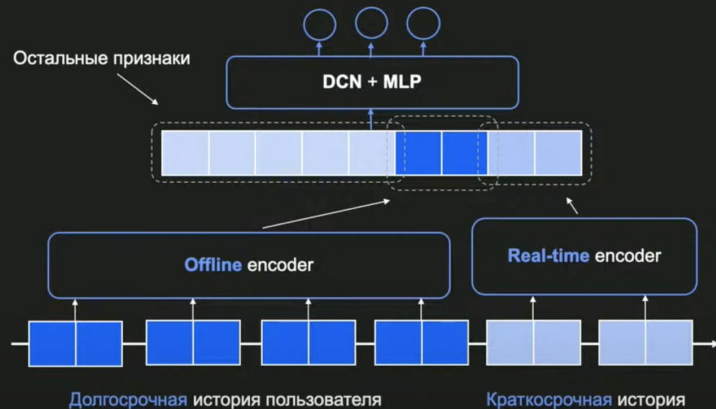 Остальные признаки
DCN + MLP
Offline encoder
Real-time encoder
Долгосрочная история пользователя
Краткосрочная история